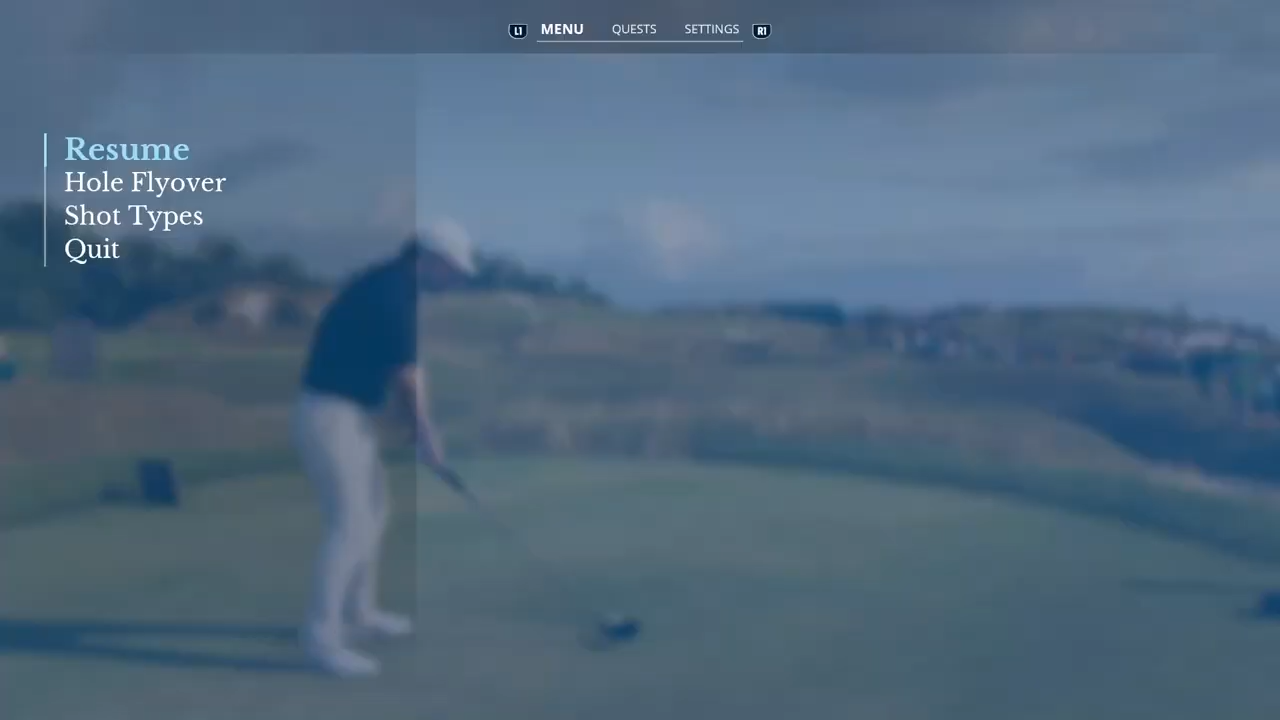 L1 MENU QUESTS SETTINGS R1
Resume
Hole Flyover
Shot Types
Quit